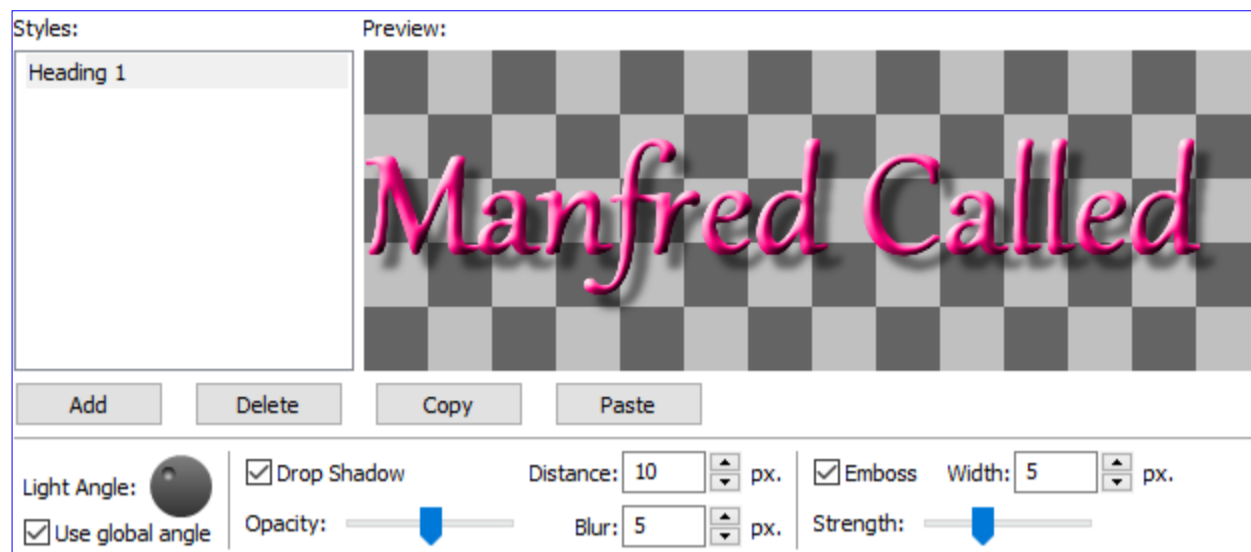 Styles:
Preview:
Heading 1
Manfred Called
Add Delete Copy Paste
Light Angle:
Use global angle
Drop Shadow Distance: 10 px.
Opacity: Blur: 5 px.
Emboss Width: 5 px.
Strength: